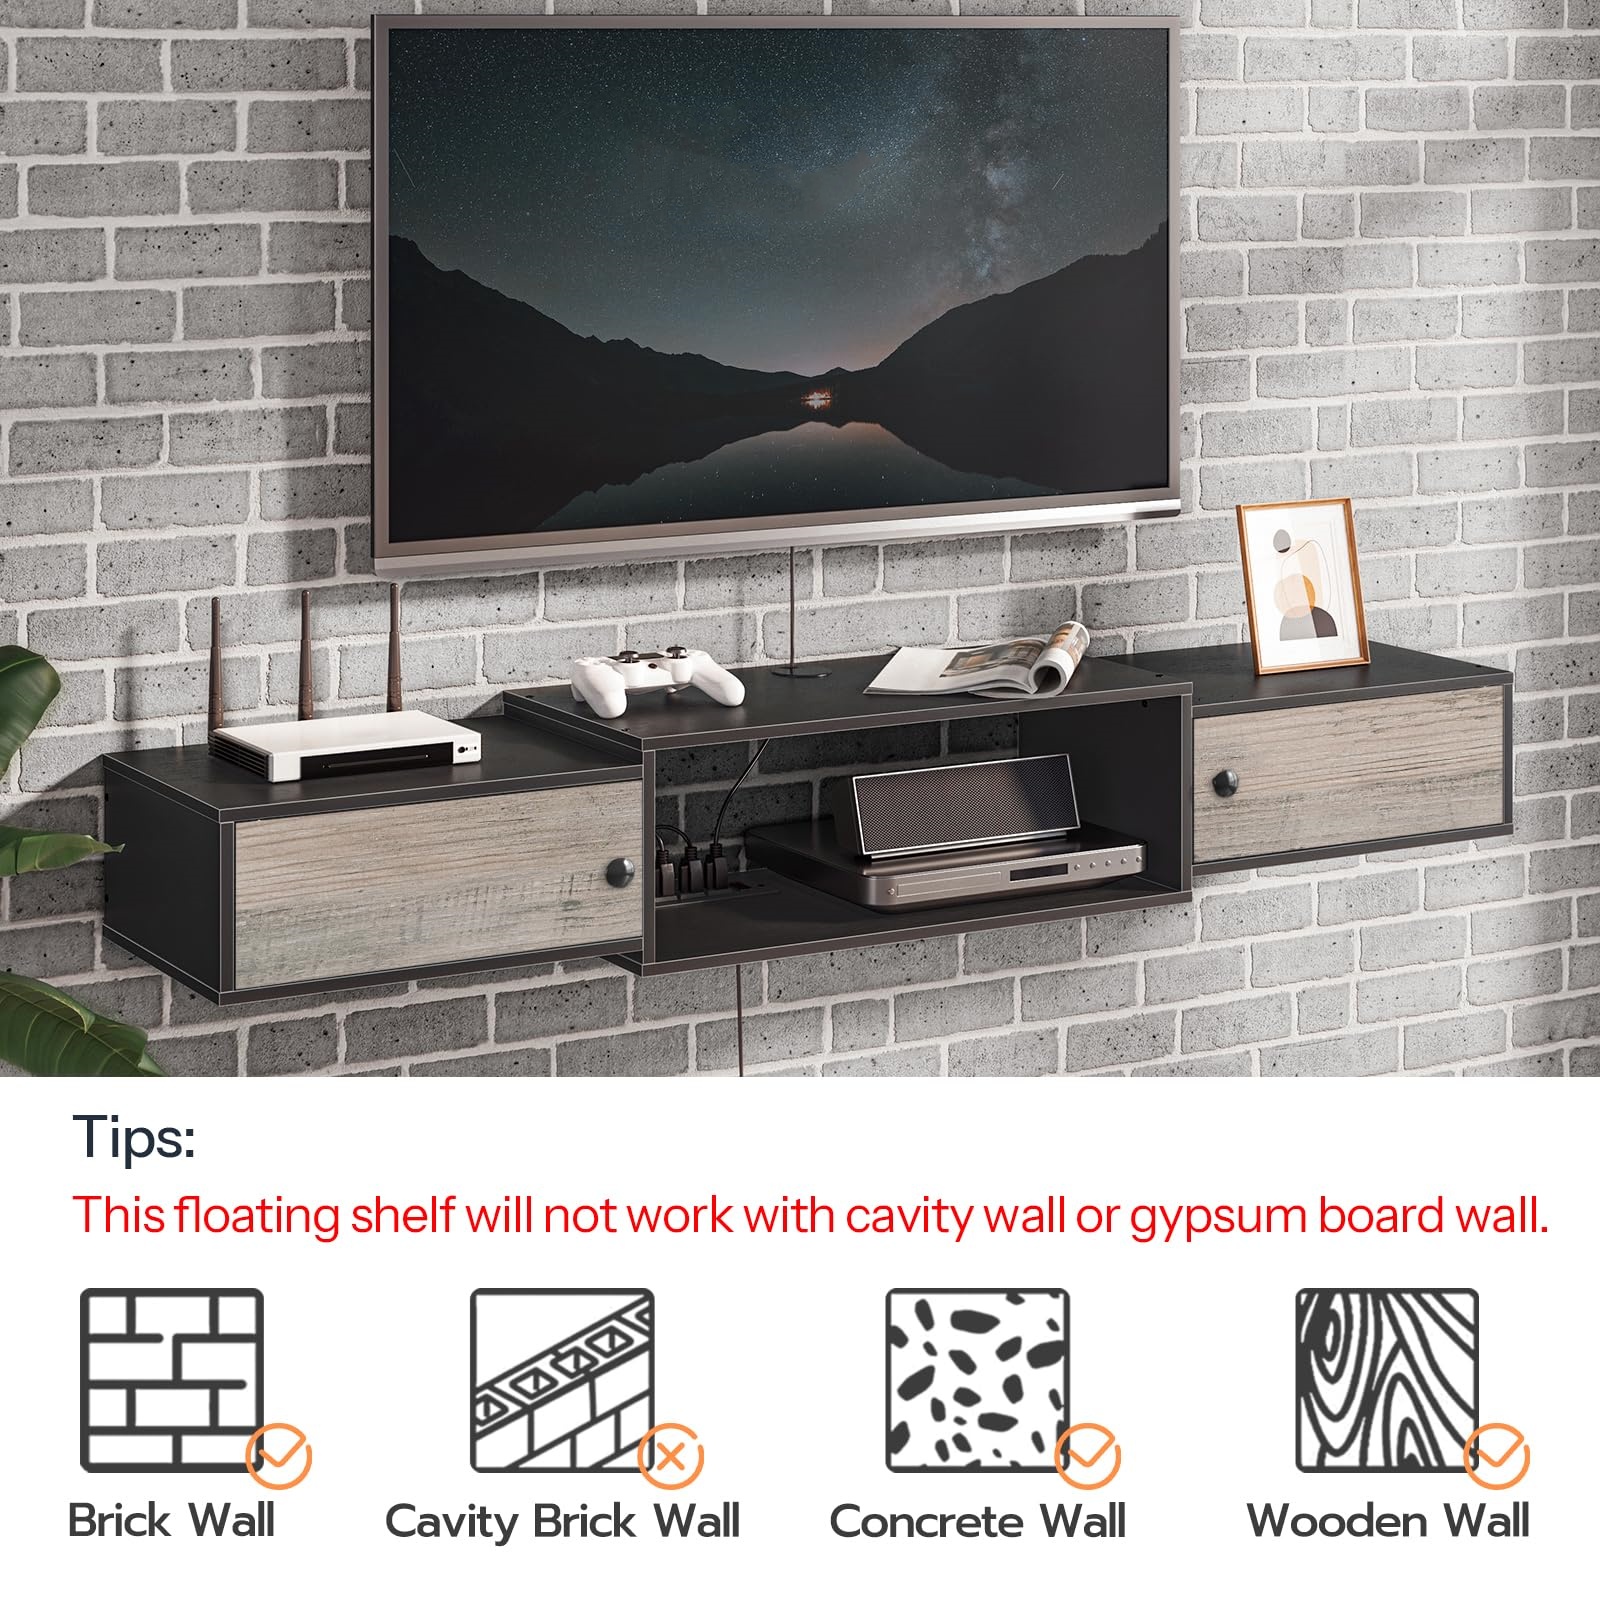 Tips:
This floating shelf will not work with cavity wall or gypsum board wall.
Brick Wall
Cavity Brick Wall
Concrete Wall
Wooden Wall